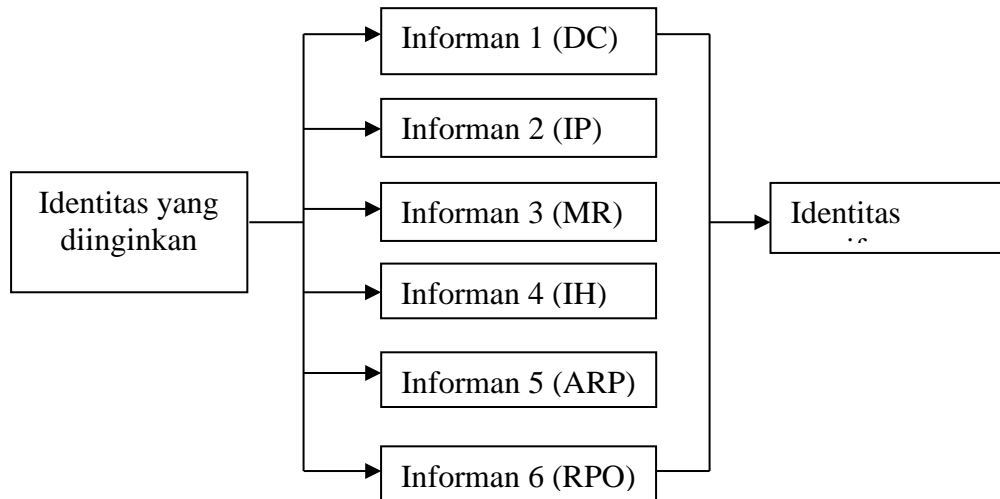 Identitas yang
diinginkan
Informan 1 (DC)
Informan 2 (IP)
Informan 3 (MR)
Informan 4 (IH)
Informan 5 (ARP)
Informan 6 (RPO)
Identitas